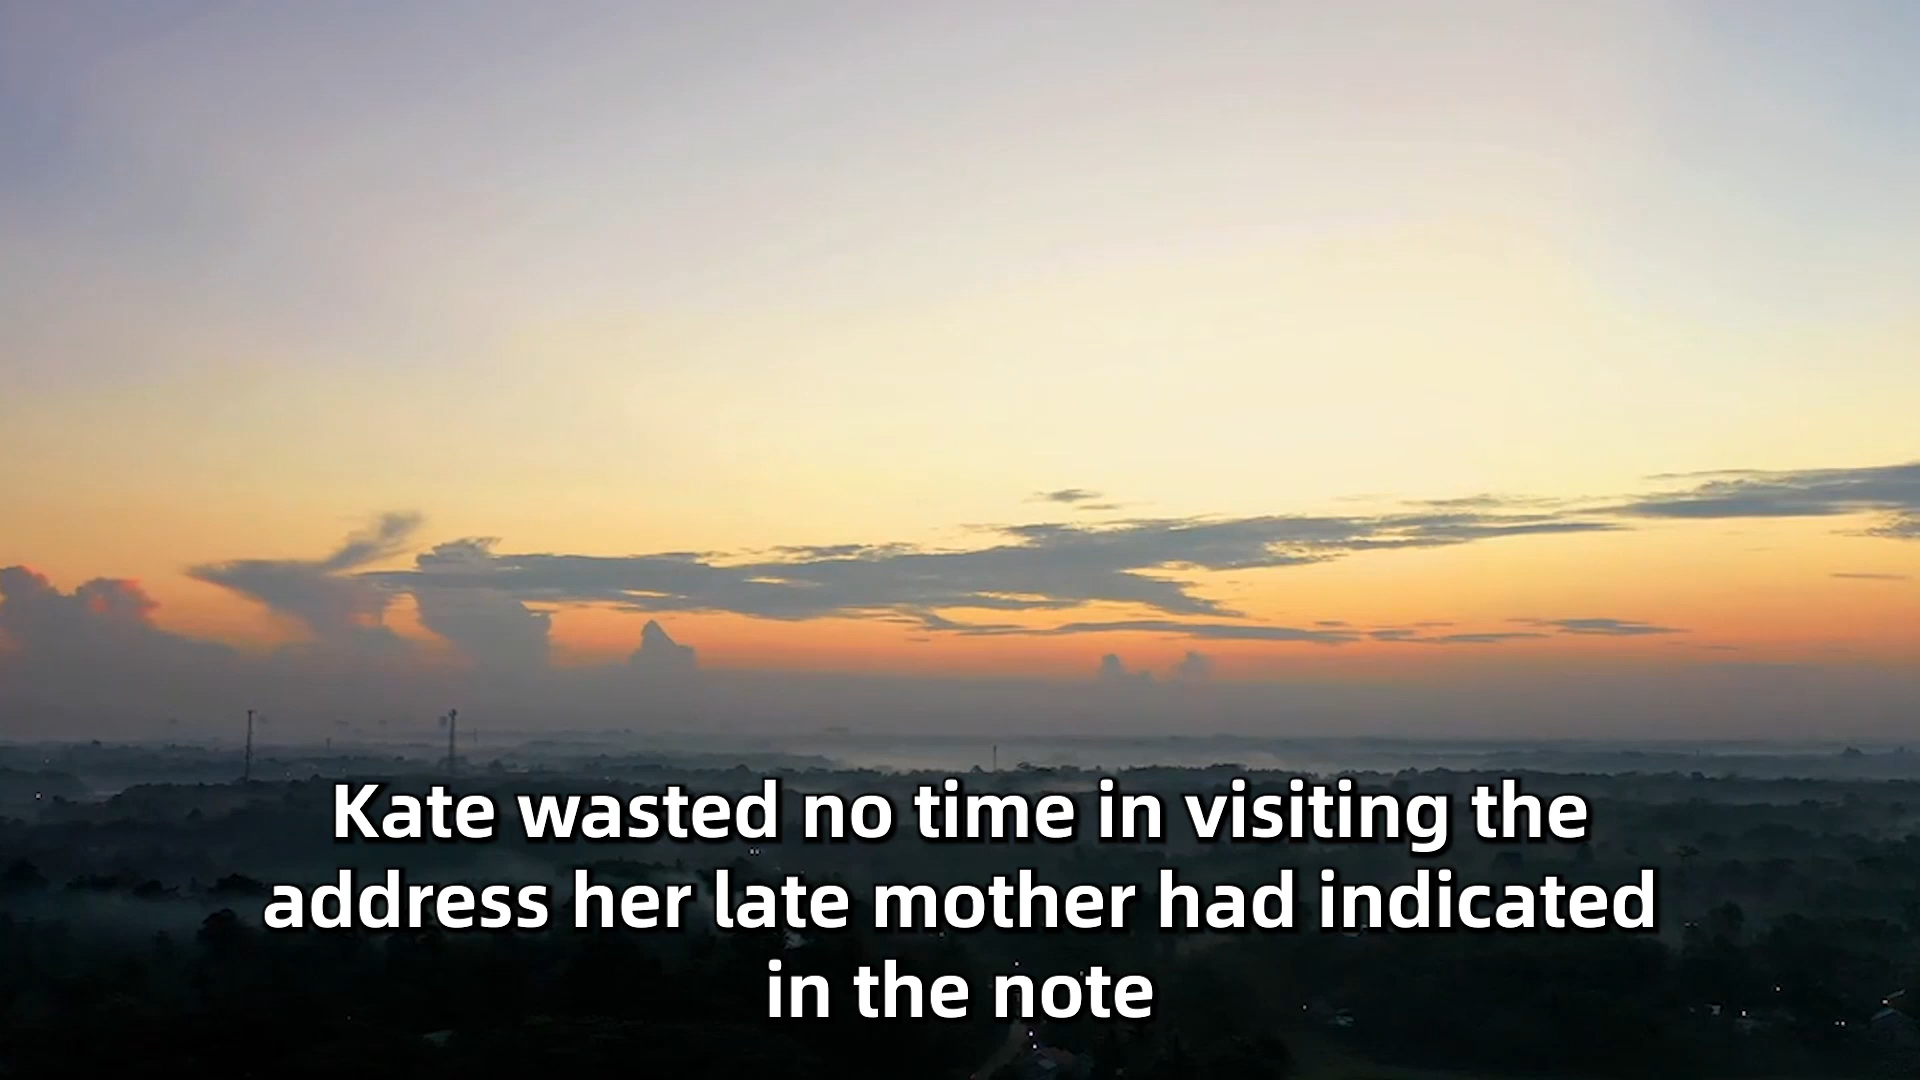 Kate wasted no time in visiting the
address her late mother had indicated
in the note